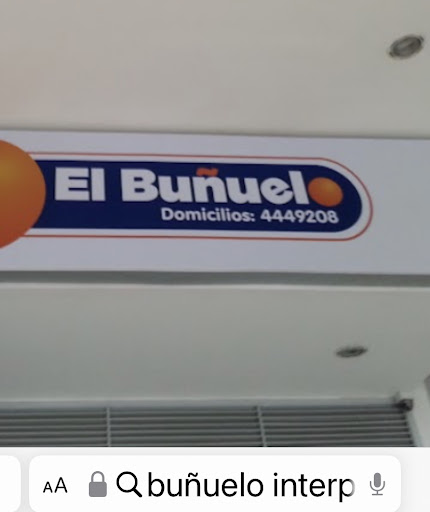 El Buñuelo
Domicilios: 4449208
AA buñuelo interp